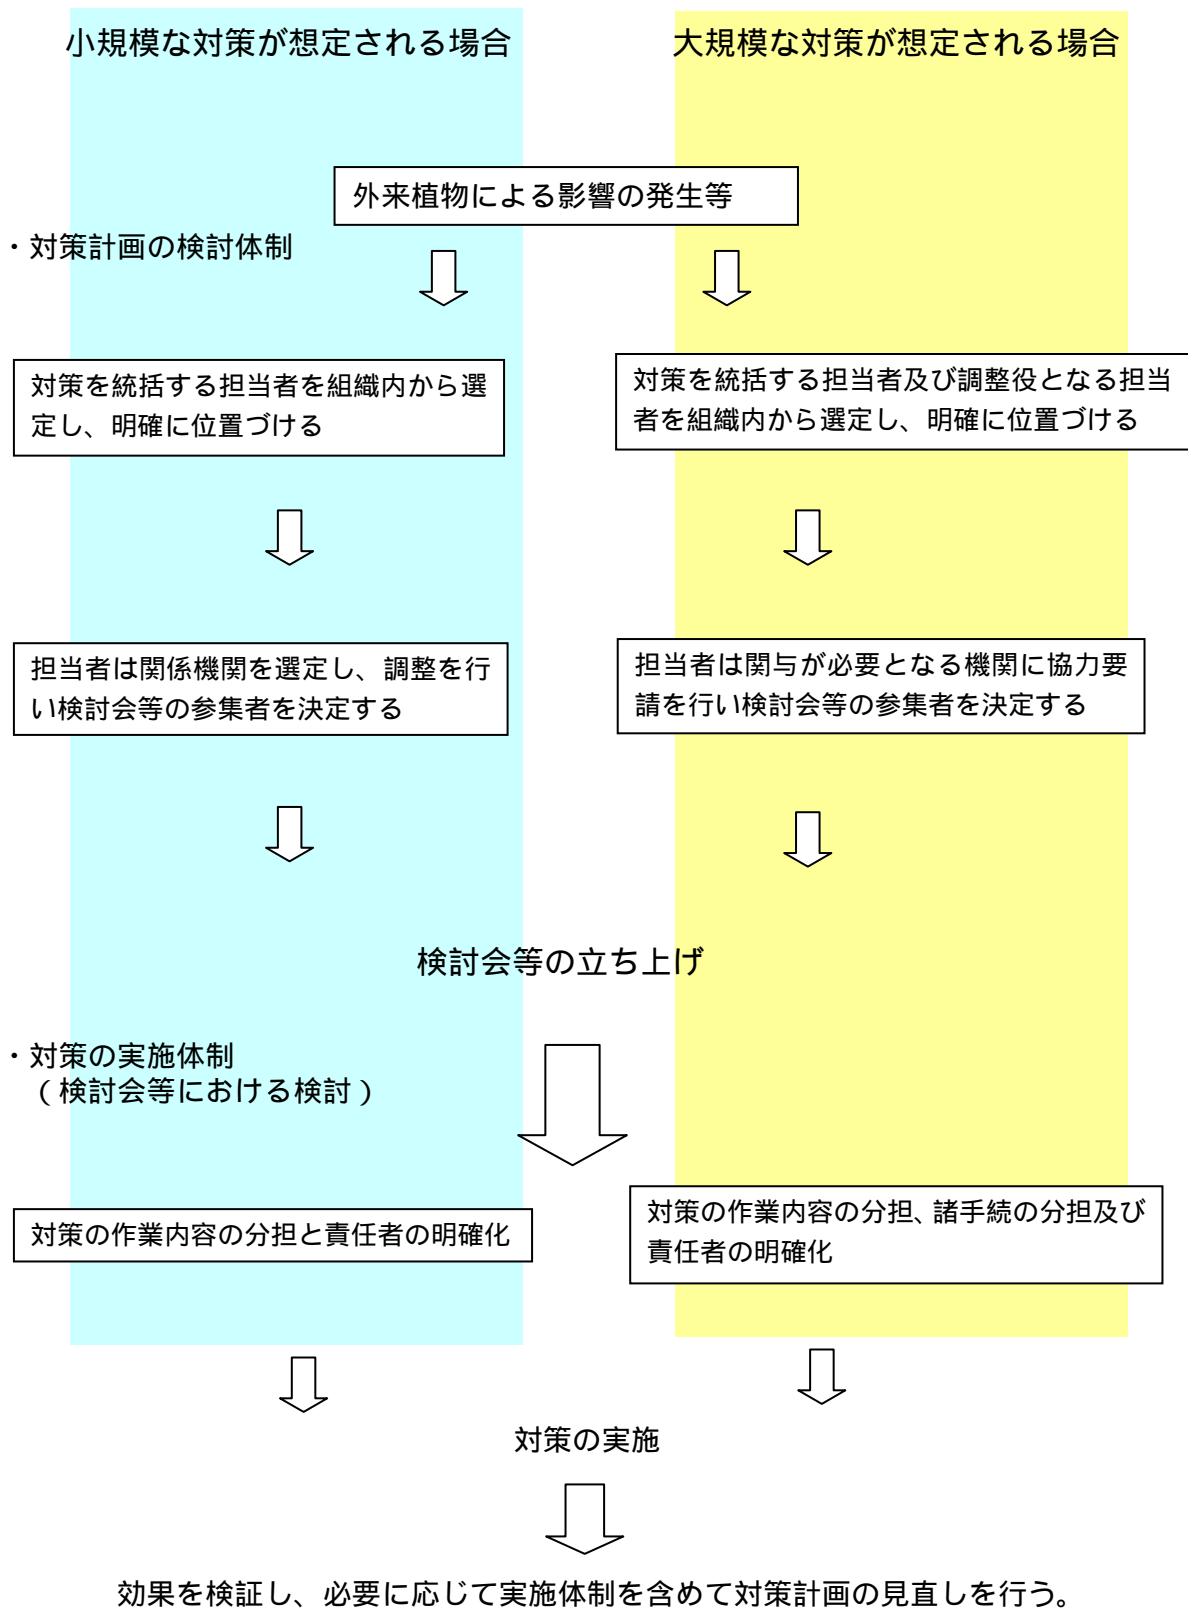 小規模な対策が想定される場合
大規模な対策が想定される場合
外来植物による影響の発生等
・対策計画の検討体制
対策を統括する担当者を組織内から選
定し、明確に位置づける
対策を統括する担当者及び調整役となる担当
者を組織内から選定し、明確に位置づける
担当者は関係機関を選定し、調整を行
い検討会等の参集者を決定する
担当者は関与が必要となる機関に協力要
請を行い検討会等の参集者を決定する
検討会等の立ち上げ
・対策の実施体制
（検討会等における検討）
対策の作業内容の分担と責任者の明確化
対策の作業内容の分担、諸手続の分担及び
責任者の明確化
対策の実施
効果を検証し、必要に応じて実施体制を含めて対策計画の見直しを行う。